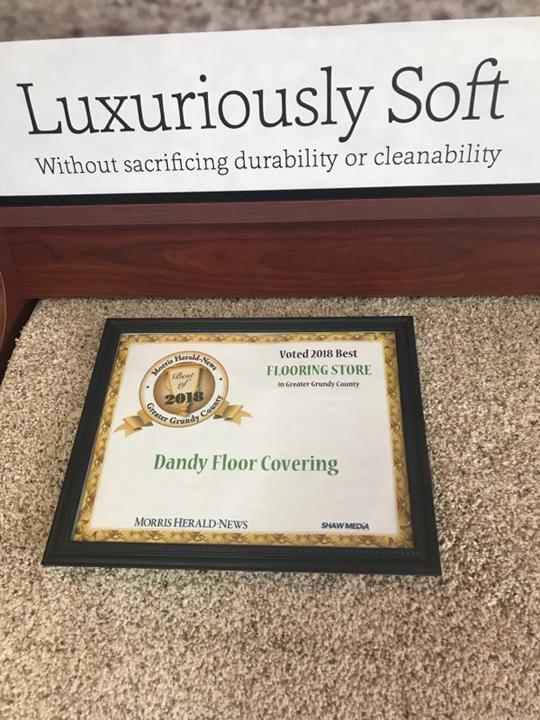 Luxuriously Soft
Without sacrificing durability or cleanability
Morris Herald-News
Best
of
2018
Greater Grundy County
Voted 2018 Best
FLOORING STORE
in Greater Grundy County
Dandy Floor Covering
MORRIS HERALD-NEWS
SHAW MEDIA